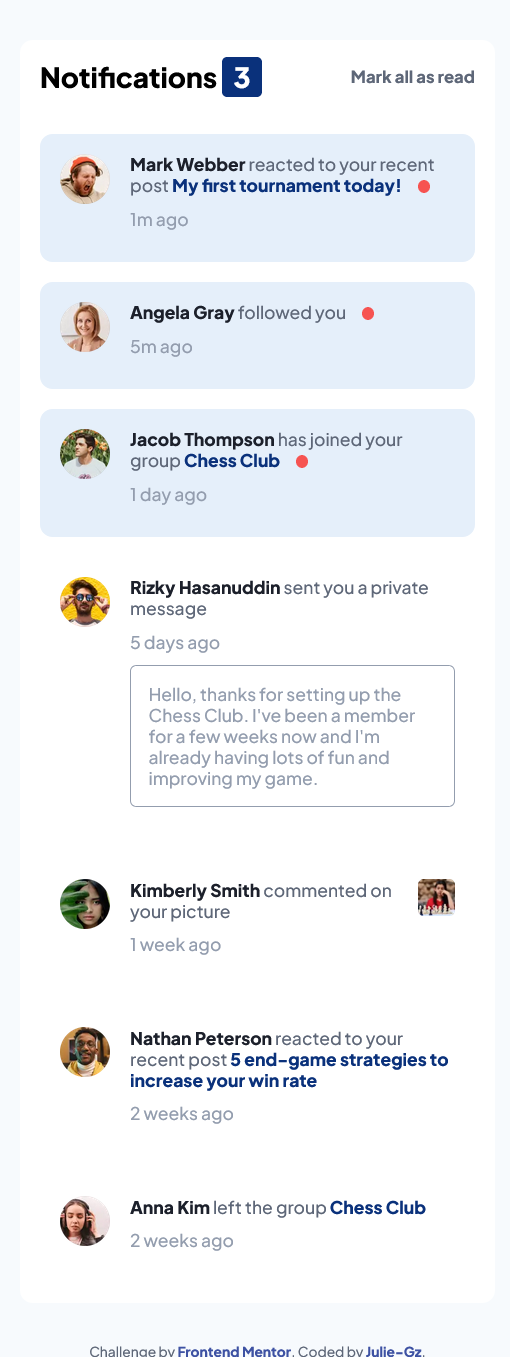 Notifications 3 Mark all as read
Mark Webber reacted to your recent
post My first tournament today!
1m ago
Angela Gray followed you
5m ago
Jacob Thompson has joined your
group Chess Club
1 day ago
Rizky Hasanuddin sent you a private
message
5 days ago
Hello, thanks for setting up the
Chess Club. I've been a member
for a few weeks now and I'm
already having lots of fun and
improving my game.
Kimberly Smith commented on
your picture
1 week ago
Nathan Peterson reacted to your
recent post 5 end-game strategies to
increase your win rate
2 weeks ago
Anna Kim left the group Chess Club
2 weeks ago
Challenge by Frontend Mentor. Coded by Julie-Gz.